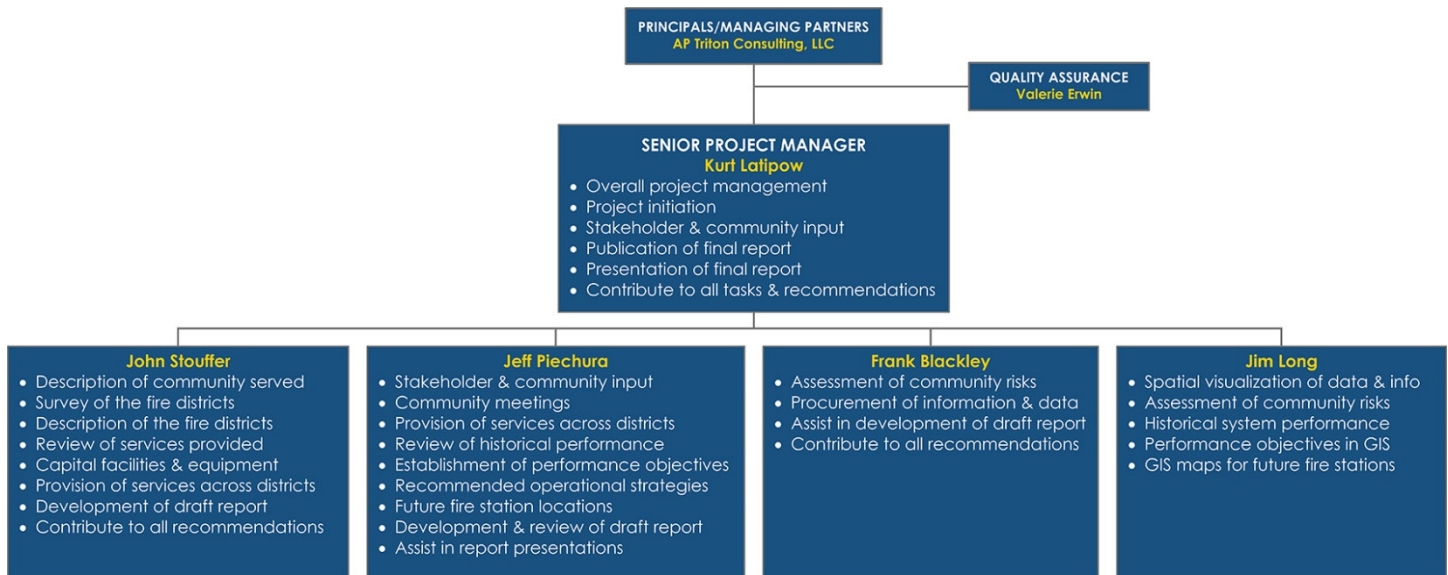 PRINCIPALS/MANAGING PARTNERS
AP Triton Consulting, LLC
QUALITY ASSURANCE
Valerie Erwin
SENIOR PROJECT MANAGER
Kurt Latipow
• Overall project management
• Project initiation
• Stakeholder & community input
• Publication of final report
• Presentation of final report
• Contribute to all tasks & recommendations
John Stouffer
• Description of community served
• Survey of the fire districts
• Description of the fire districts
• Review of services provided
• Capital facilities & equipment
• Provision of services across districts
• Development of draft report
• Contribute to all recommendations
Jeff Piechura
• Stakeholder & community input
• Community meetings
• Provision of services across districts
• Review of historical performance
• Establishment of performance objectives
• Recommended operational strategies
• Future fire station locations
• Development & review of draft report
• Assist in report presentations
Frank Blackley
• Assessment of community risks
• Procurement of information & data
• Assist in development of draft report
• Contribute to all recommendations
Jim Long
• Spatial visualization of data & info
• Assessment of community risks
• Historical system performance
• Performance objectives in GIS
• GIS maps for future fire stations